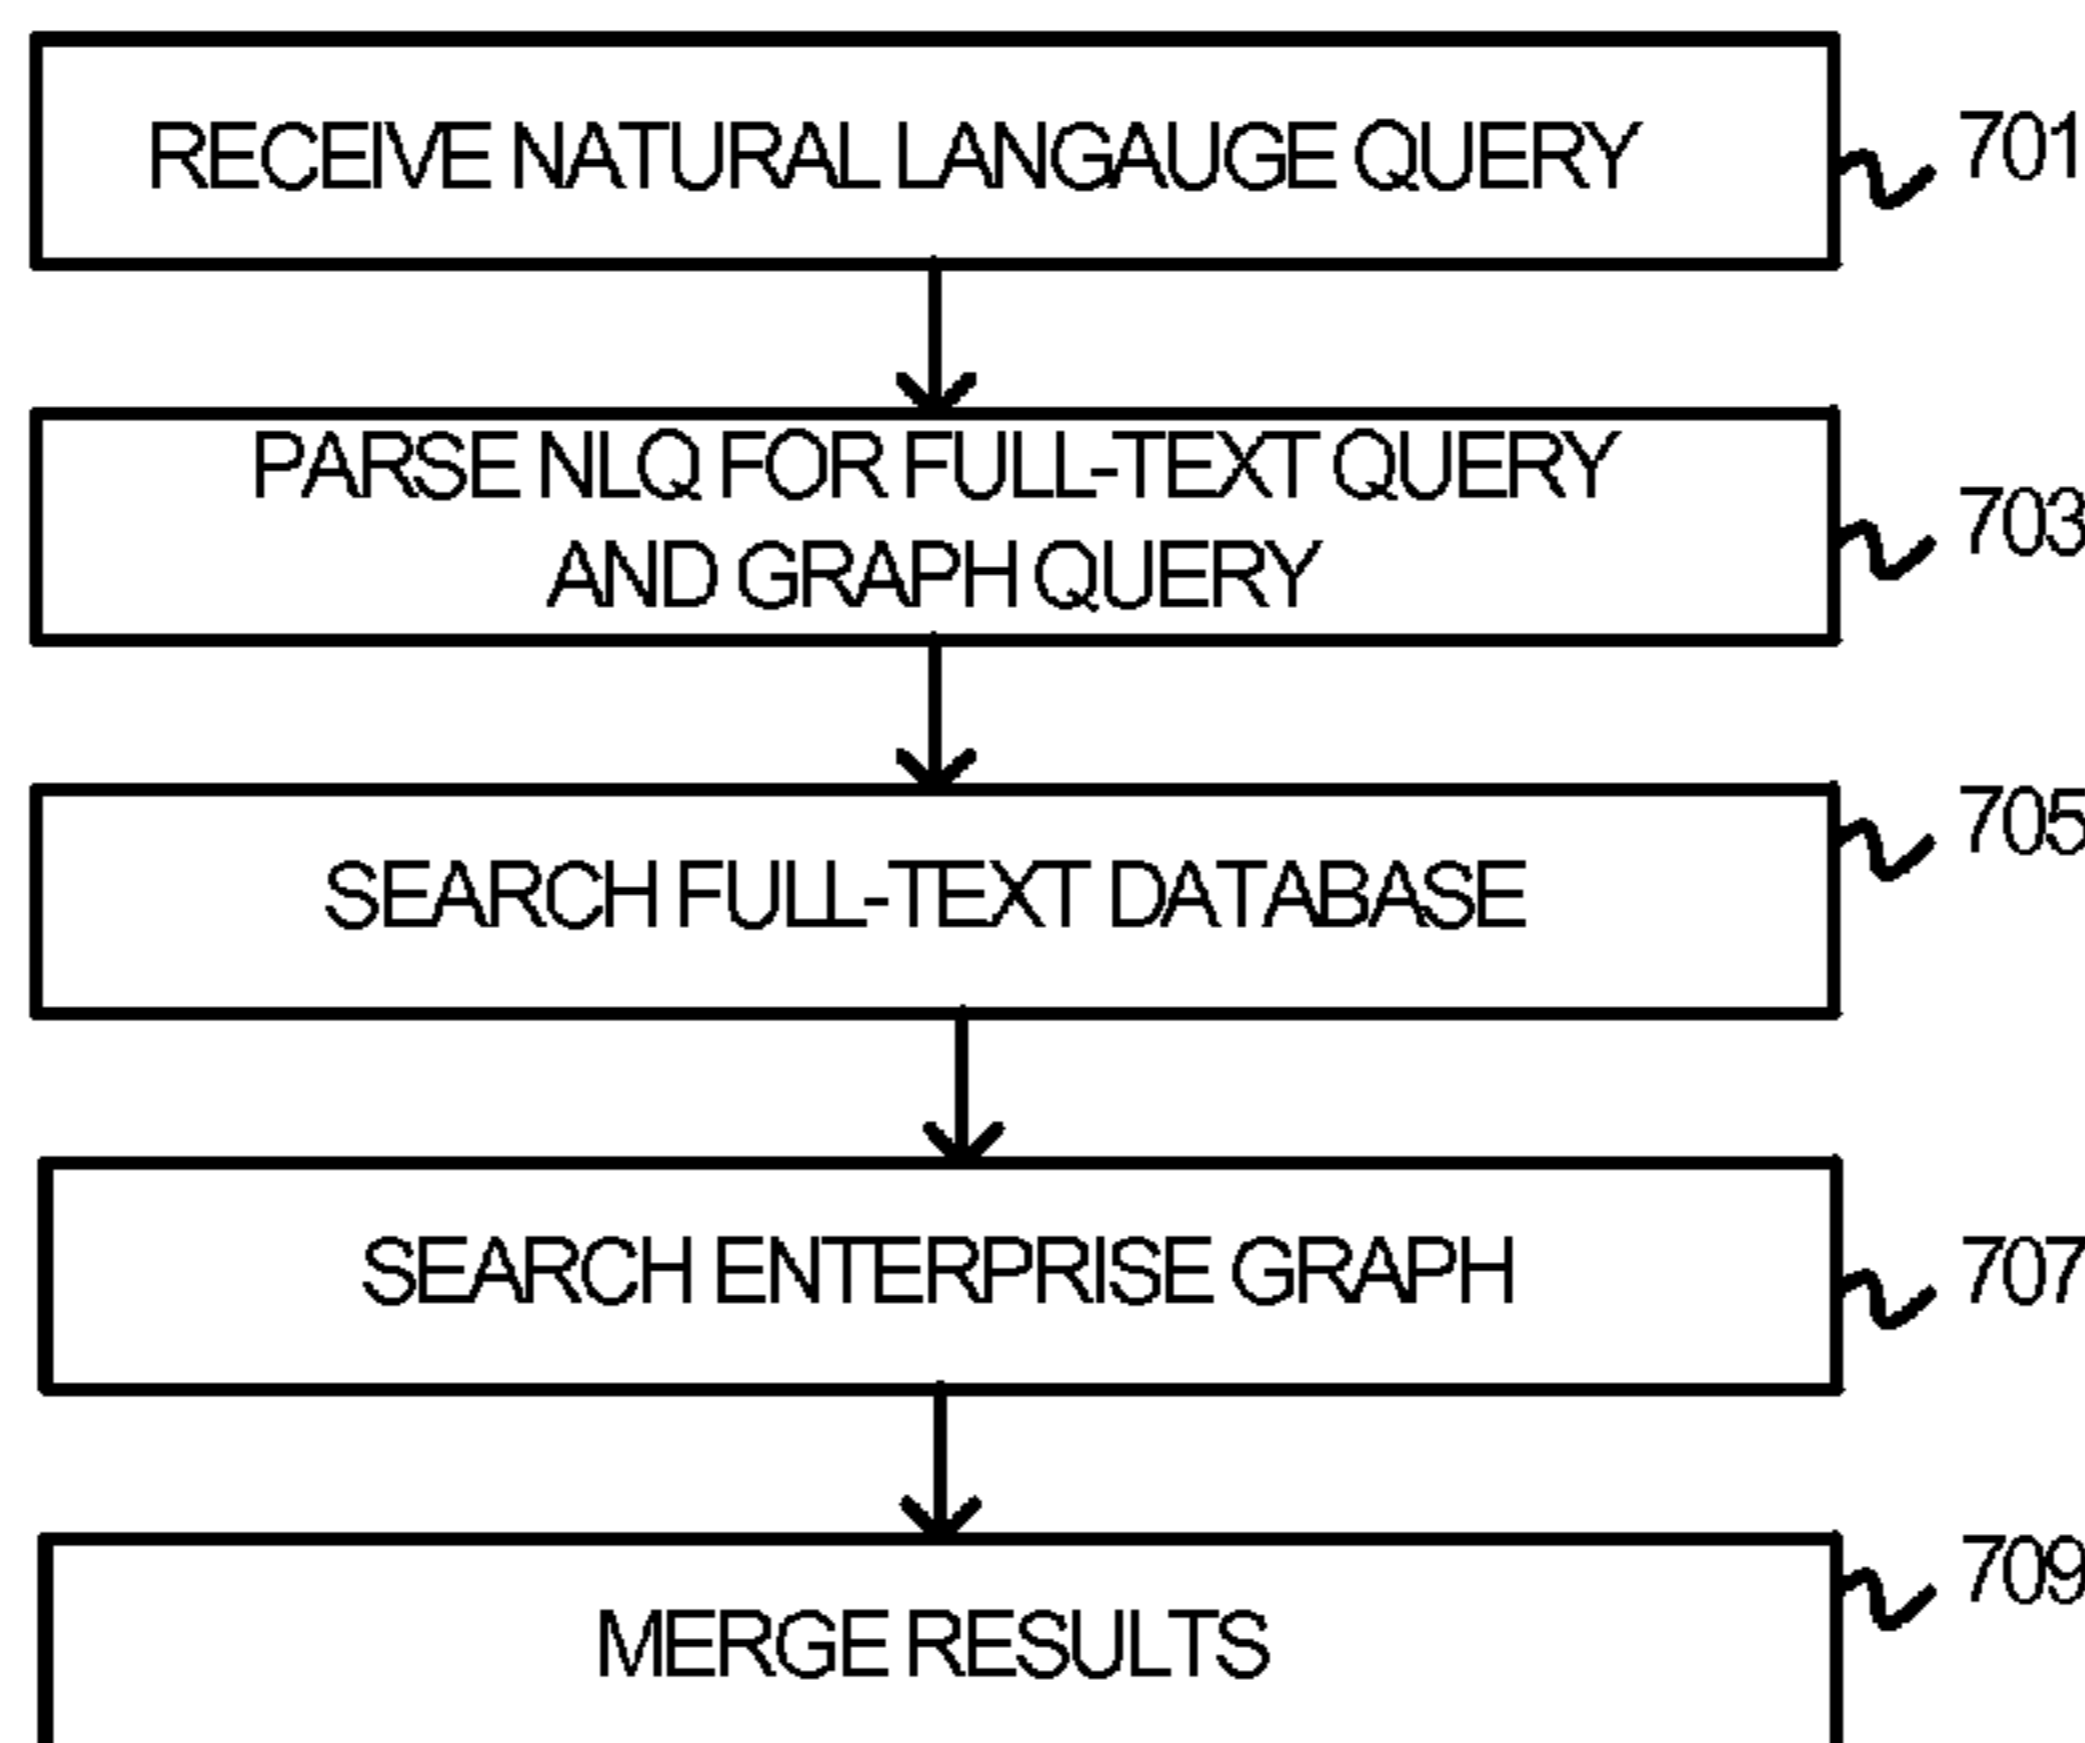 RECEIVE NATURAL LANGAUGE QUERY
701
PARSE NLQ FOR FULL-TEXT QUERY
AND GRAPH QUERY
703
SEARCH FULL-TEXT DATABASE
705
SEARCH ENTERPRISE GRAPH
707
MERGE RESULTS
709